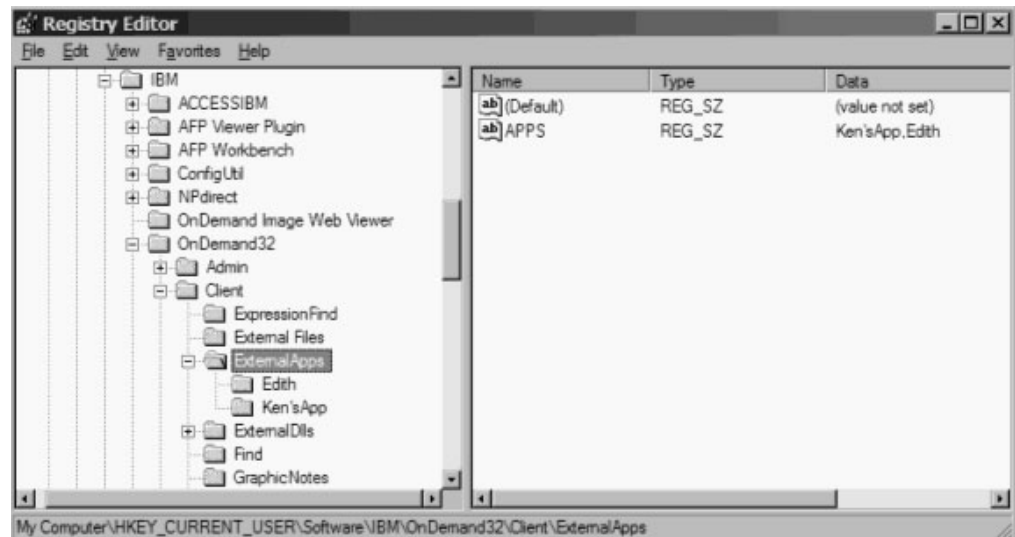 Registry Editor
File Edit View Favorites Help
IBM
ACCESSIBM
AFP Viewer Plugin
AFP Workbench
ConfigUtil
NPdirect
OnDemand Image Web Viewer
OnDemand32
Admin
Client
ExpressionFind
External Files
ExternalApps
Edith
Ken'sApp
ExternalDlls
Find
GraphicNotes
Name Type Data
ab (Default) REG_SZ (value not set)
ab APPS REG_SZ Ken'sApp,Edith
My Computer\HKEY_CURRENT_USER\Software\IBM\OnDemand32\Client\ExternalApps